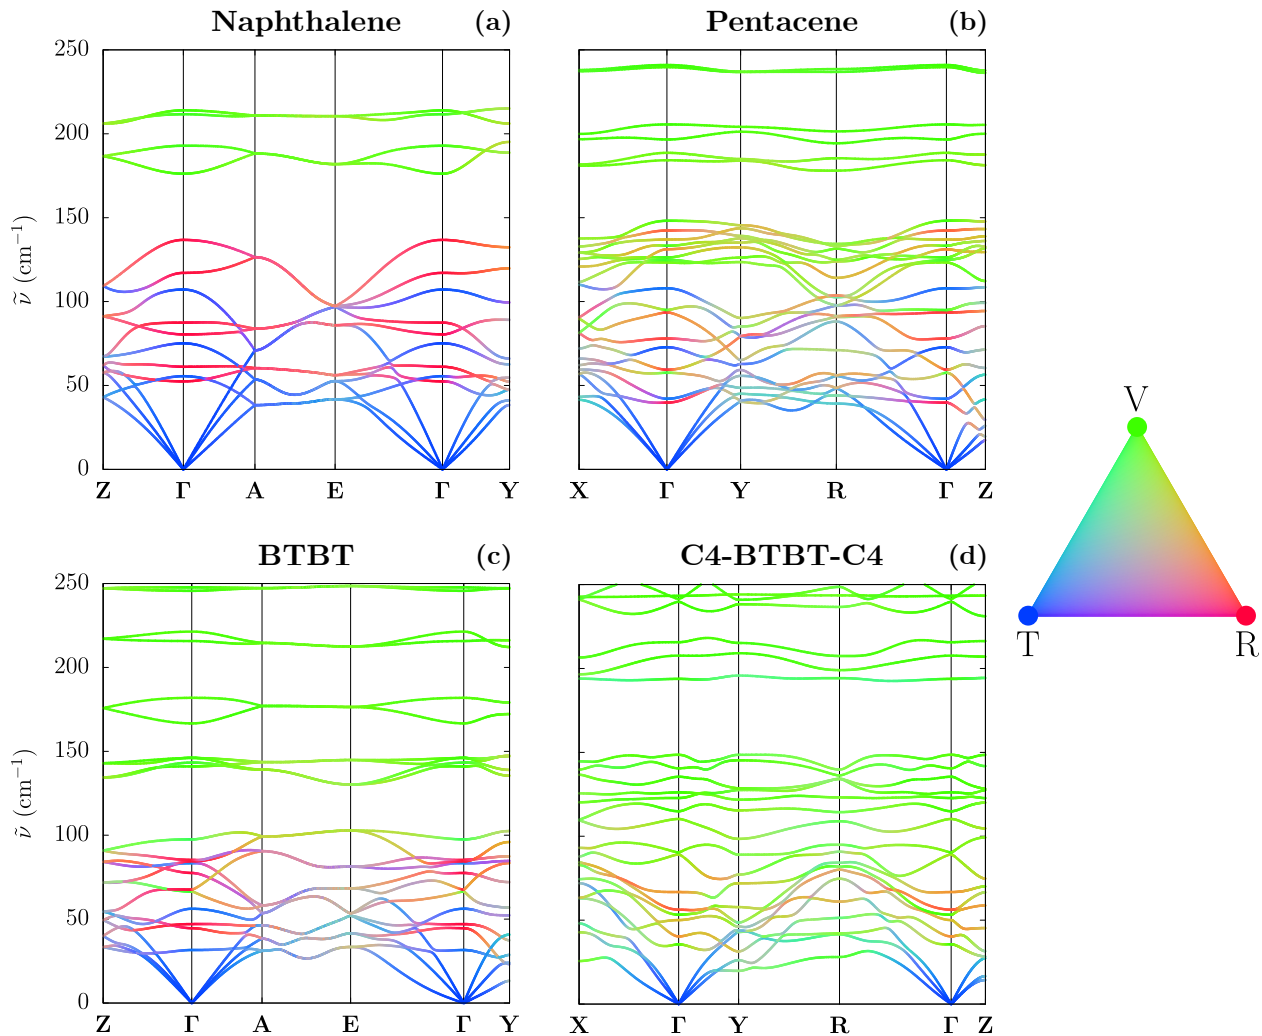 Naphthalene (a)
Pentacene (b)
250
200
150
100
50
0
ν̃ (cm⁻¹)
Z Γ A E Γ Y
X Γ Y R Γ Z
V
T R
BTBT (c)
C4-BTBT-C4 (d)
250
200
150
100
50
0
ν̃ (cm⁻¹)
Z Γ A E Γ Y
X Γ Y R Γ Z